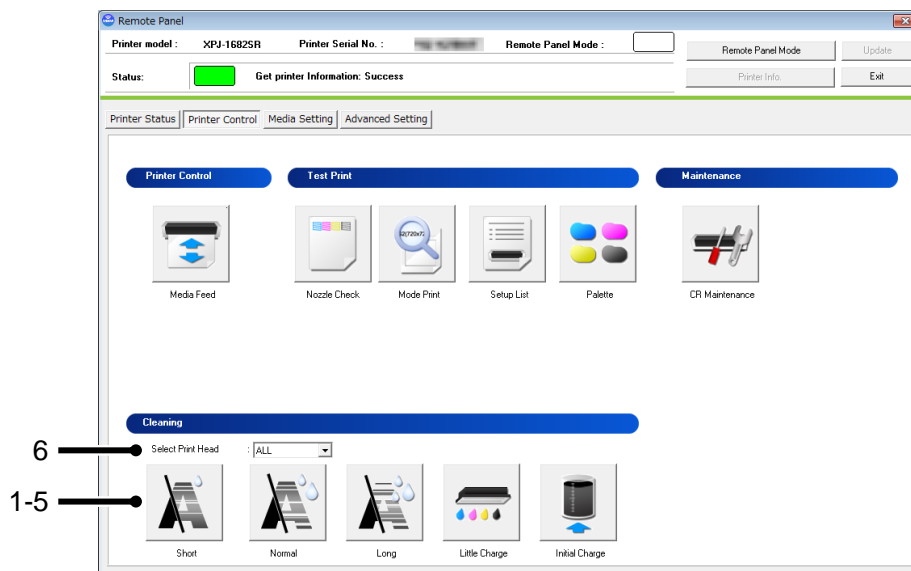 Remote Panel
Printer model : XPJ-1682SR Printer Serial No. : Remote Panel Mode :
Remote Panel Mode Update
Status: Get printer Information: Success
Printer Info. Exit
Printer Status Printer Control Media Setting Advanced Setting
Printer Control Test Print Maintenance
Media Feed Nozzle Check Mode Print Setup List Palette CR Maintenance
Cleaning
6 Select Print Head : ALL
1-5
Short Normal Long Little Charge Initial Charge